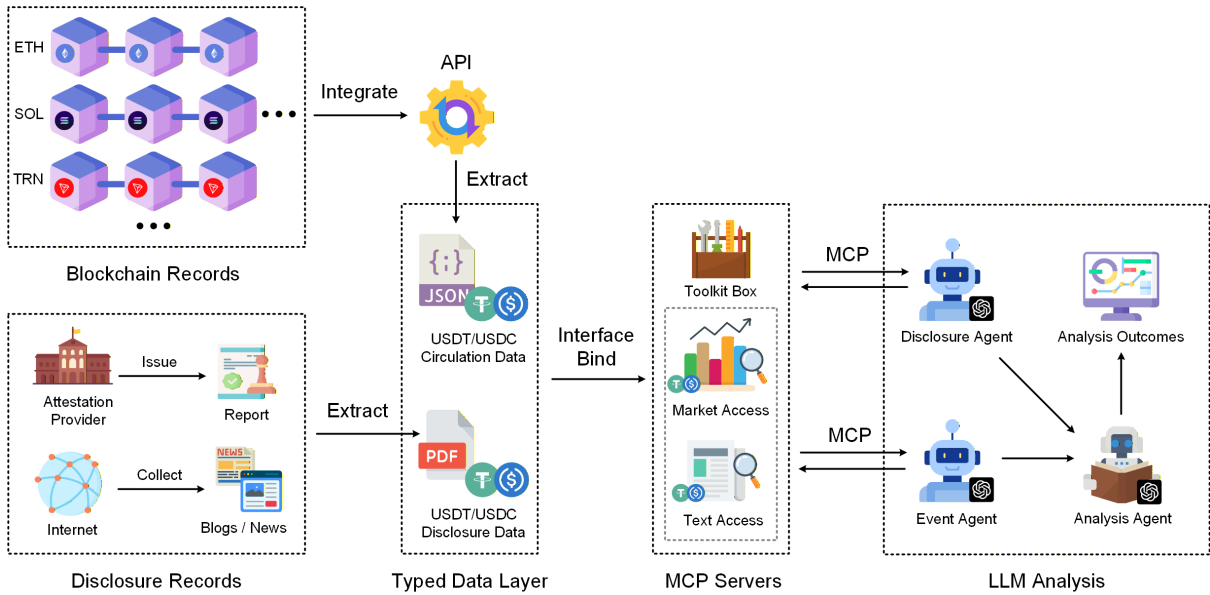 ETH
SOL
TRN
Blockchain Records
Integrate
API
Extract
Attestation
Provider
Issue
Report
Internet
Collect
NEWS
Blogs / News
Disclosure Records
Extract
{;}
JSON
USDT/USDC
Circulation Data
PDF
USDT/USDC
Disclosure Data
Typed Data Layer
Interface
Bind
Toolkit Box
Market Access
Text Access
MCP Servers
MCP
MCP
Disclosure Agent
Analysis Outcomes
Event Agent
Analysis Agent
LLM Analysis